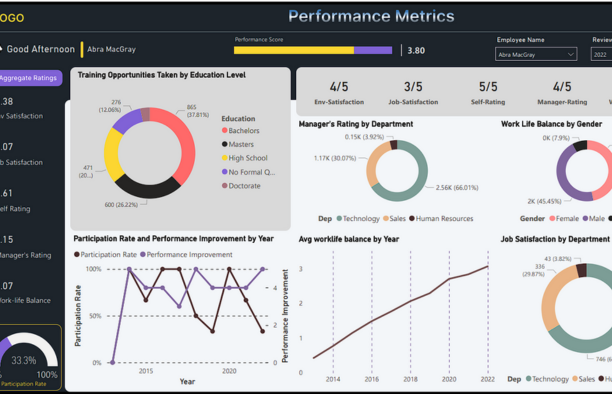 OGO
Performance Metrics
Good Afternoon
Abra MacGray
Performance Score
3.80
Employee Name
Abra MacGray
Review
2022
Aggregate Ratings
.38
v Satisfaction
.07
b Satisfaction
.61
elf Rating
.15
Manager's Rating
.07
Work-life Balance
33.3%
%
100%
Participation Rate
Training Opportunities Taken by Education Level
276
(12.06%)
865
(37.81%)
471
(20...)
600 (26.22%)
Education
Bachelors
Masters
High School
No Formal Q...
Doctorate
4/5
Env-Satisfaction
3/5
Job-Satisfaction
5/5
Self-Rating
4/5
Manager-Rating
W
Manager's Rating by Department
0.15K (3.92%)
1.17K (30.07%)
2.56K (66.01%)
Dep
Technology
Sales
Human Resources
Work Life Balance by Gender
0K (7.9%)
2K (45.45%)
Gender
Female
Male
Participation Rate and Performance Improvement by Year
Participation Rate
Performance Improvement
Participation Rate
100%
50%
0%
2015
2020
Year
4
2
0
Performance Improvement
Avg worklife balance by Year
3
2
1
0
2014
2016
2018
2020
2022
Job Satisfaction by Department
43 (3.82%)
336
(29.87%)
746 (6
Dep
Technology
Sales
Hu